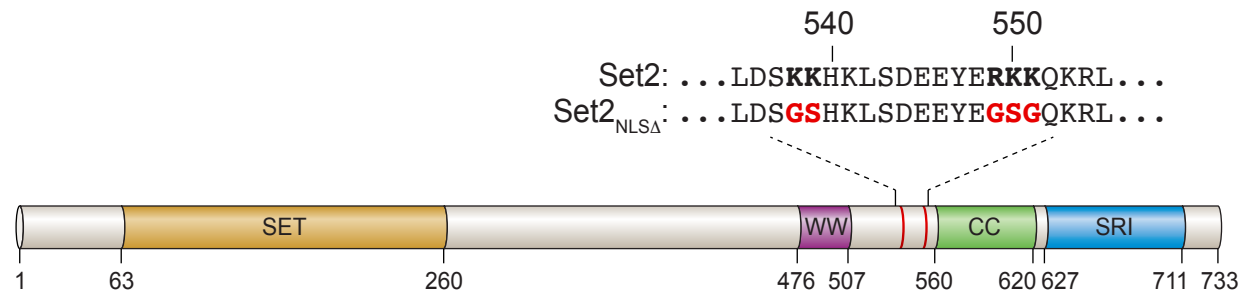 540 550
Set2: ...LDSKKHKLSDEEYERKKQKRL...
Set2NLSΔ: ...LDSGSHKLSDEEYEGSGQKRL...
SET WW CC SRI
1 63 260 476 507 560 620 627 711 733